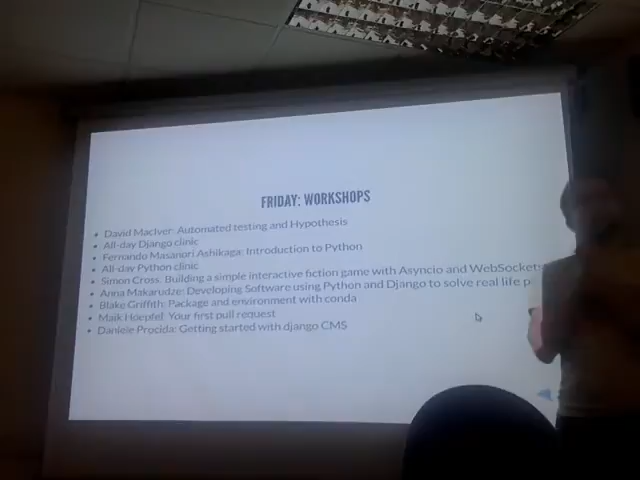 FRIDAY: WORKSHOPS
• David MacIver: Automated testing and Hypothesis
• All-day Django clinic
• Fernando Masanori Ashikaga: Introduction to Python
• All-day Python clinic
• Simon Cross: Building a simple interactive fiction game with Asyncio and WebSockets
• Anna Makarudze: Developing Software using Python and Django to solve real life p
• Blake Griffith: Package and environment with conda
• Maik Hoepfel: Your first pull request
• Daniele Procida: Getting started with django CMS